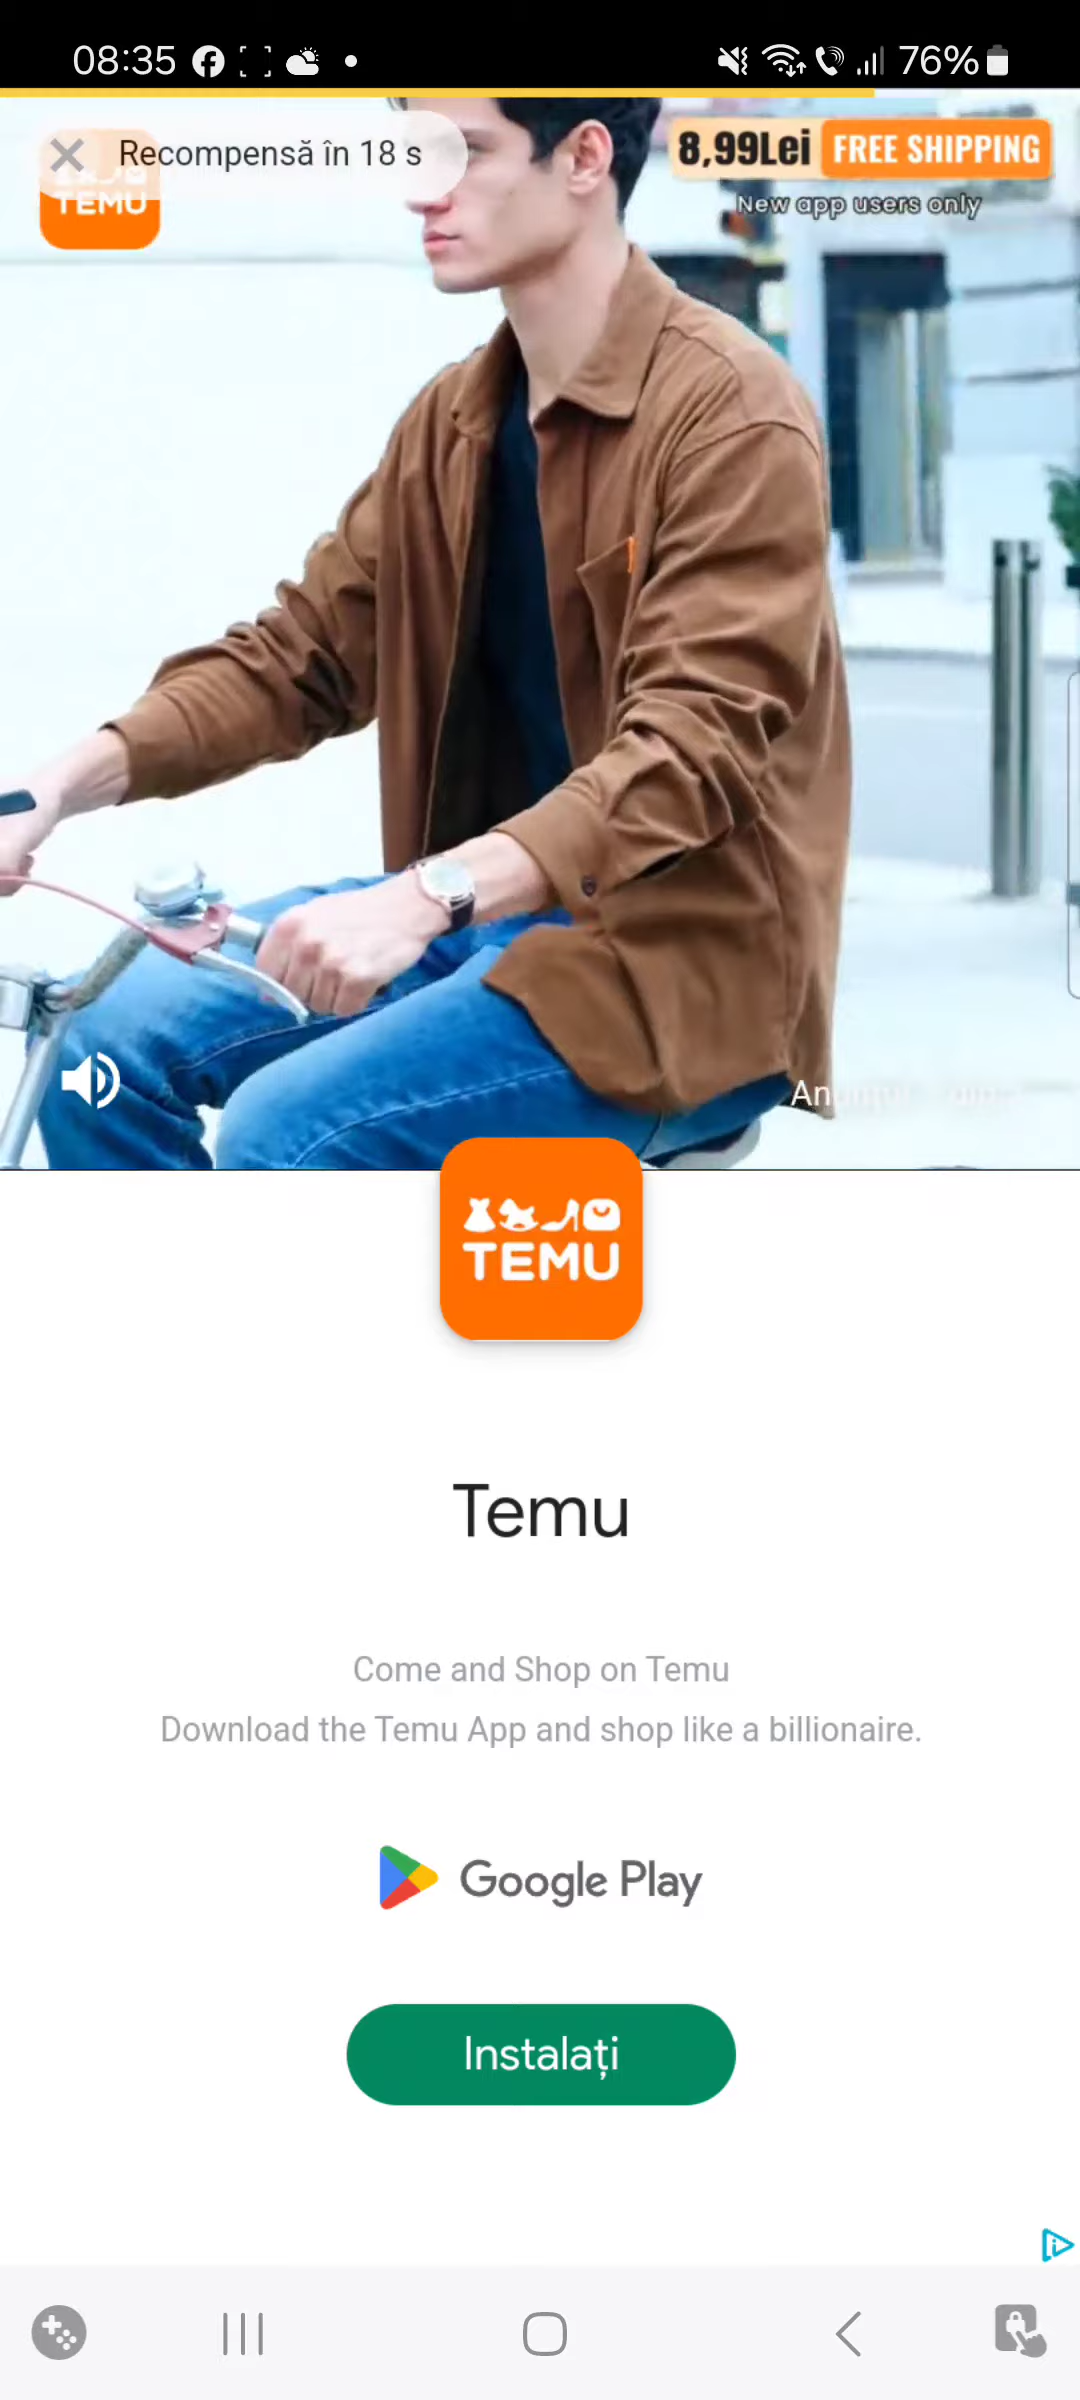 08:35
76%
Recompensă în 18 s
TEMU
8,99Lei FREE SHIPPING
New app users only
TEMU
Temu
Come and Shop on Temu
Download the Temu App and shop like a billionaire.
Google Play
Instalați